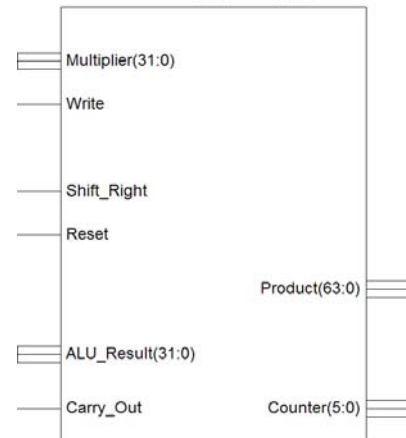 Multiplier(31:0)
Write
Shift_Right
Reset
Product(63:0)
ALU_Result(31:0)
Carry_Out
Counter(5:0)